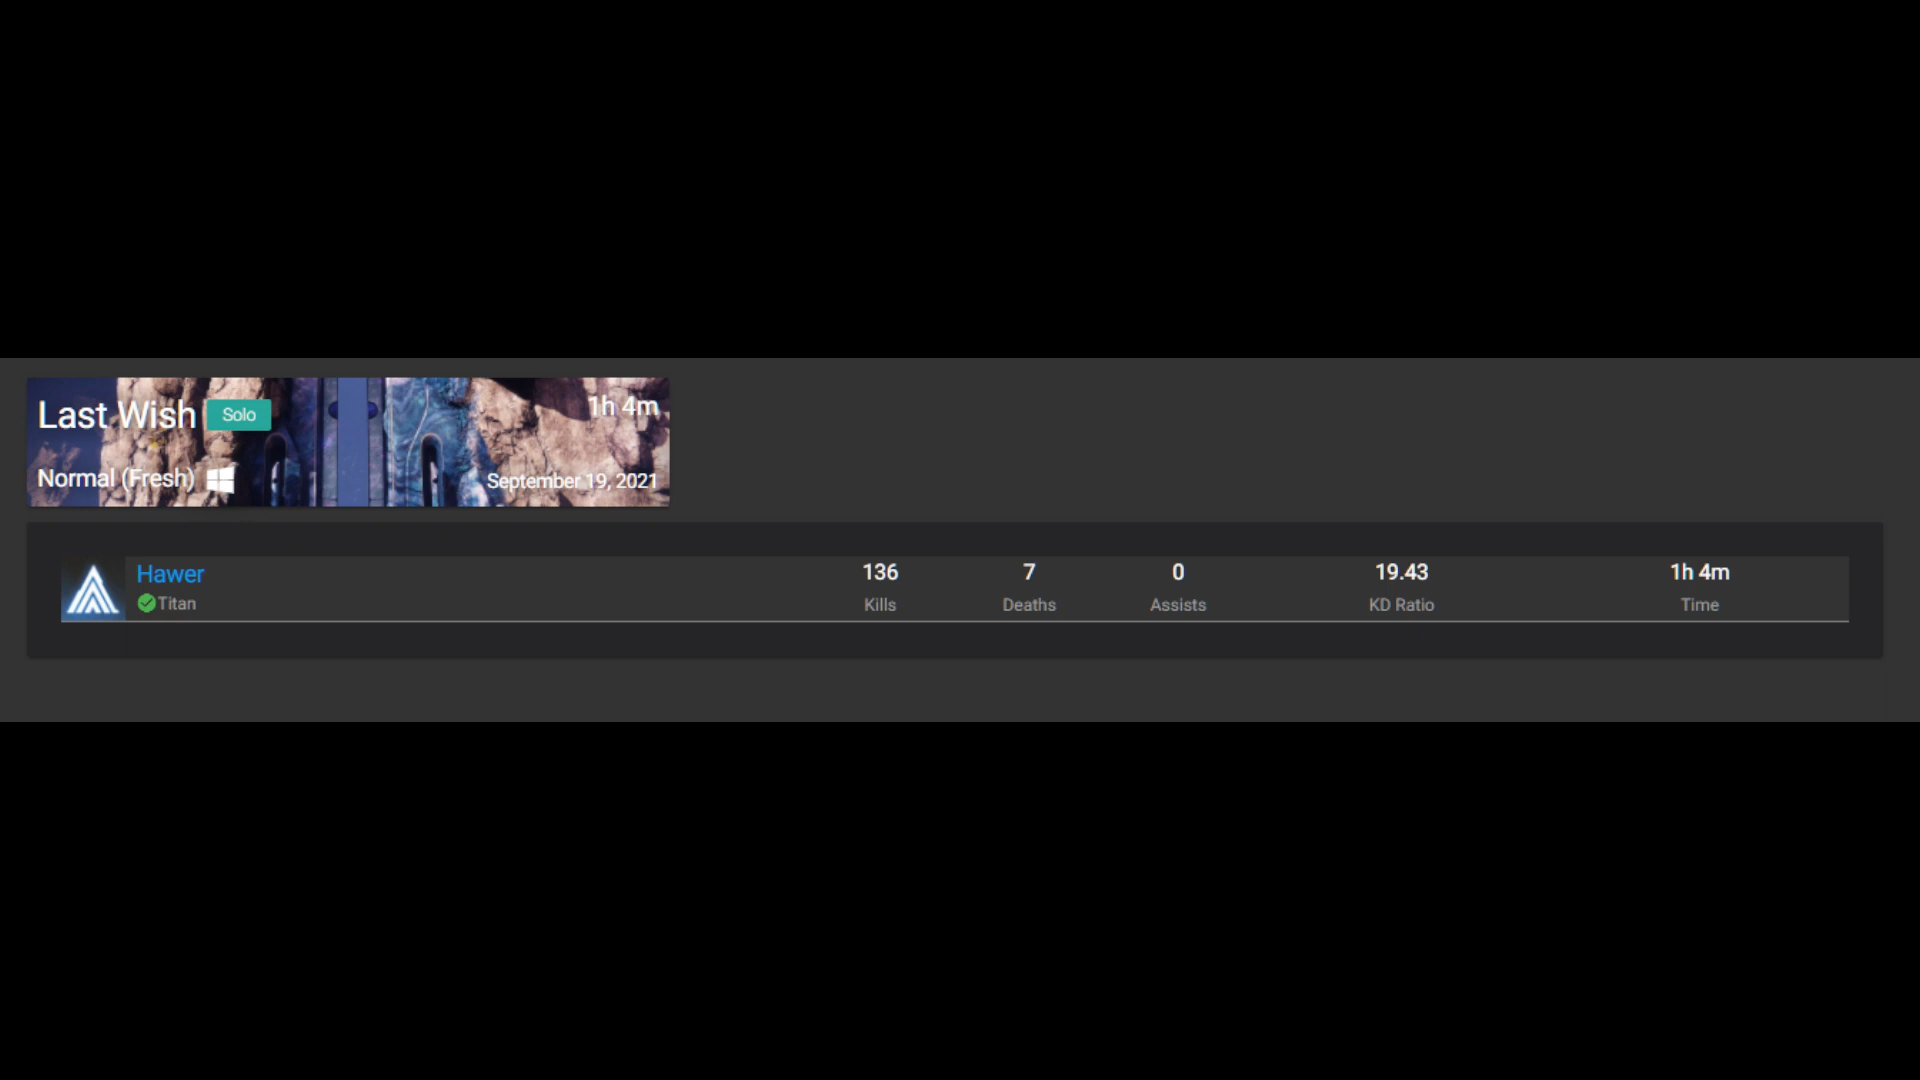 Last Wish Solo
1h 4m
Normal (Fresh)
September 19, 2021
Hawer
Titan
136
Kills
7
Deaths
0
Assists
19.43
KD Ratio
1h 4m
Time